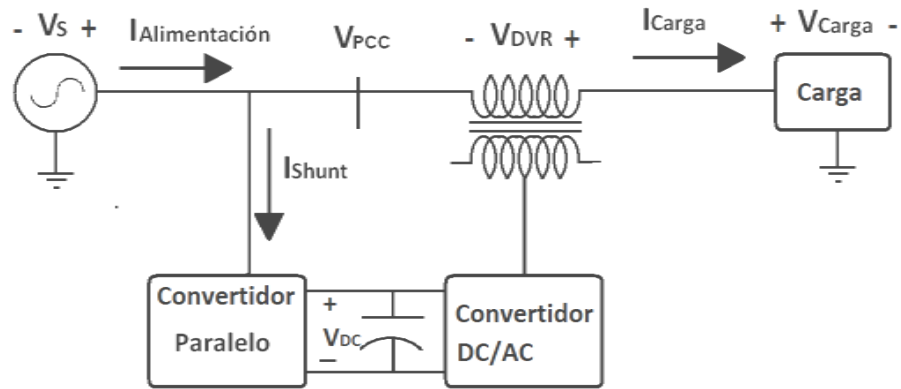 - VS +
IAlimentación
VPCC
- VDVR +
ICarga
+ VCarga -
Carga
IShunt
Convertidor
Paralelo
+
VDC
–
Convertidor
DC/AC